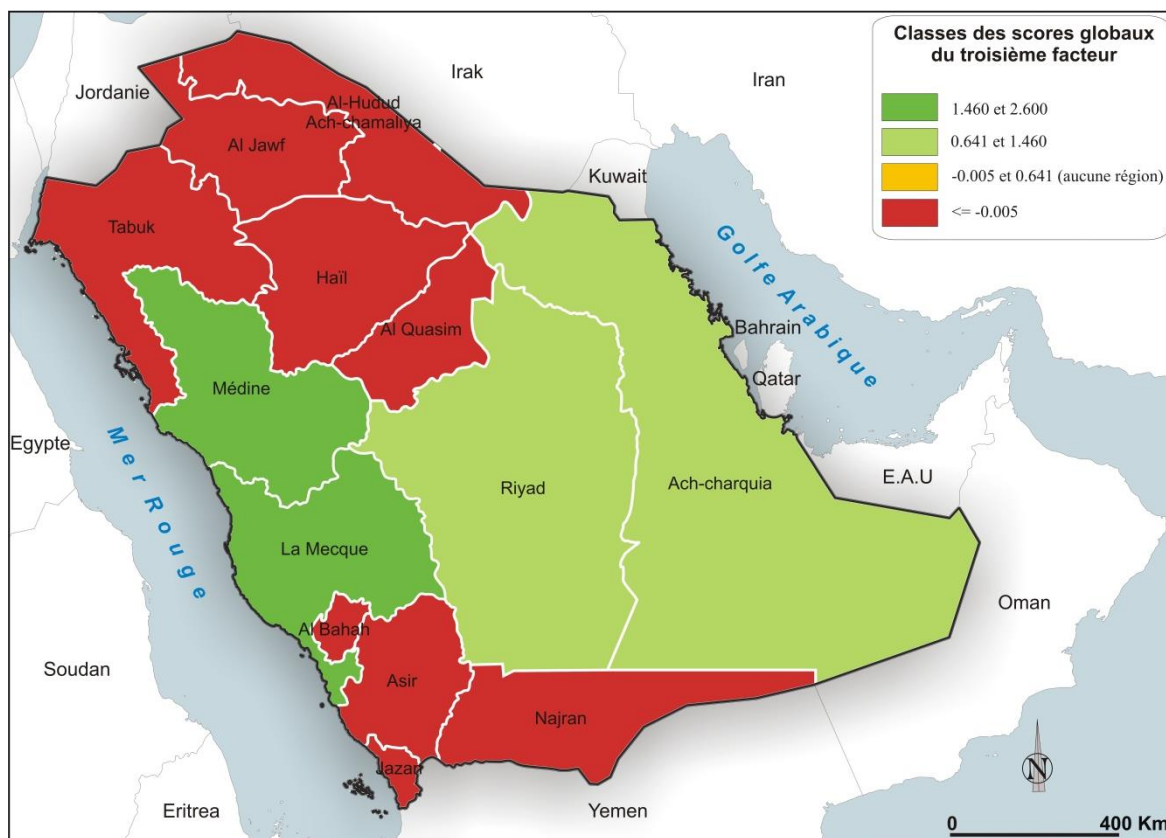 Classes des scores globaux
du troisième facteur
1.460 et 2.600
0.641 et 1.460
-0.005 et 0.641 (aucune région)
<= -0.005
Irak
Iran
Jordanie
Al-Hudud
Ach-chamaliya
Al Jawf
Kuwait
Tabuk
Haïl
Golfe Arabique
Al Quasim
Bahrain
Médine
Qatar
Egypte
Mer Rouge
E.A.U
Riyad
Ach-charquia
La Mecque
Oman
Al Bahah
Soudan
Asir
Najran
Jazan
N
Eritrea
Yemen
0 400 Km